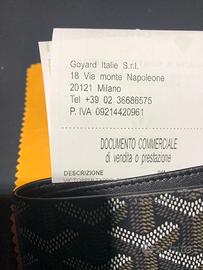 Goyard Italie S.r.l.
18 Via monte Napoleone
20121 Milano
Tel +39 02 36686575
P. IVA 09214420961
DOCUMENTO COMMERCIALE
di vendita o prestazione
DESCRIZIONE